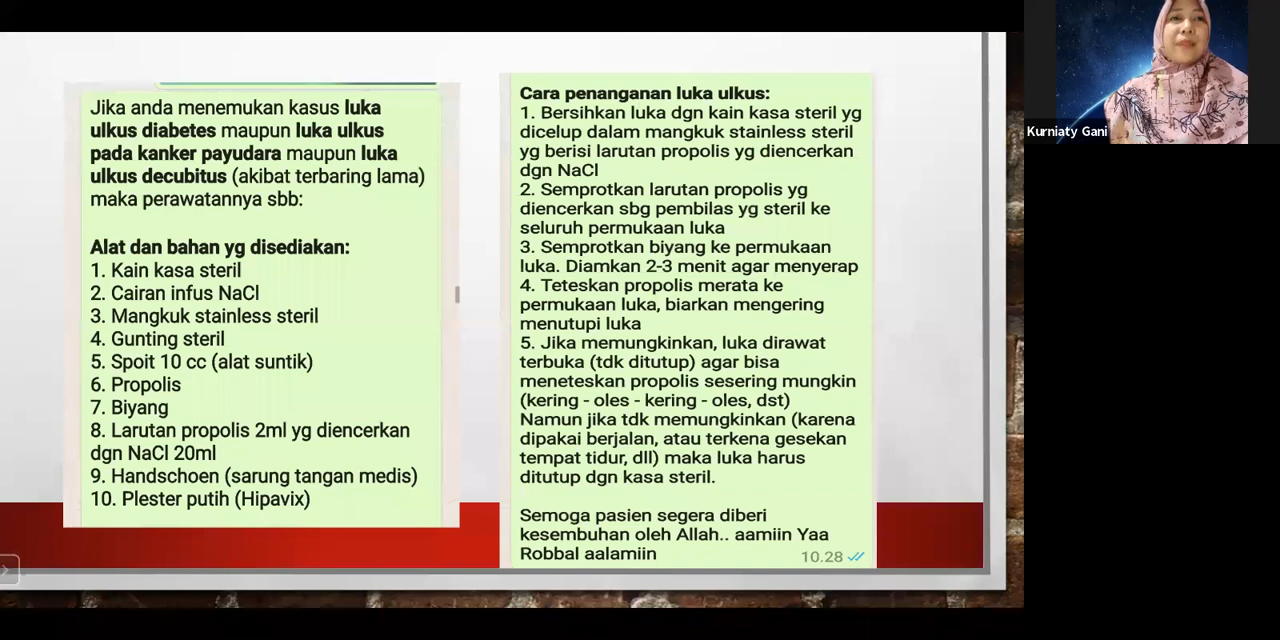 Jika anda menemukan kasus luka
ulkus diabetes maupun luka ulkus
pada kanker payudara maupun luka
ulkus decubitus (akibat terbaring lama)
maka perawatannya sbb:
Alat dan bahan yg disediakan:
1. Kain kasa steril
2. Cairan infus NaCl
3. Mangkuk stainless steril
4. Gunting steril
5. Spoit 10 cc (alat suntik)
6. Propolis
7. Biyang
8. Larutan propolis 2ml yg diencerkan
dgn NaCl 20ml
9. Handschoen (sarung tangan medis)
10. Plester putih (Hipavix)
Cara penanganan luka ulkus:
1. Bersihkan luka dgn kain kasa steril yg
dicelup dalam mangkuk stainless steril
yg berisi larutan propolis yg diencerkan
dgn NaCl
2. Semprotkan larutan propolis yg
diencerkan sbg pembilas yg steril ke
seluruh permukaan luka
3. Semprotkan biyang ke permukaan
luka. Diamkan 2-3 menit agar menyerap
4. Teteskan propolis merata ke
permukaan luka, biarkan mengering
menutupi luka
5. Jika memungkinkan, luka dirawat
terbuka (tdk ditutup) agar bisa
meneteskan propolis sesering mungkin
(kering - oles - kering - oles, dst)
Namun jika tdk memungkinkan (karena
dipakai berjalan, atau terkena gesekan
tempat tidur, dll) maka luka harus
ditutup dgn kasa steril.
Semoga pasien segera diberi
kesembuhan oleh Allah.. aamiin Yaa
Robbal aalamiin
10.28
Kurniaty Gani